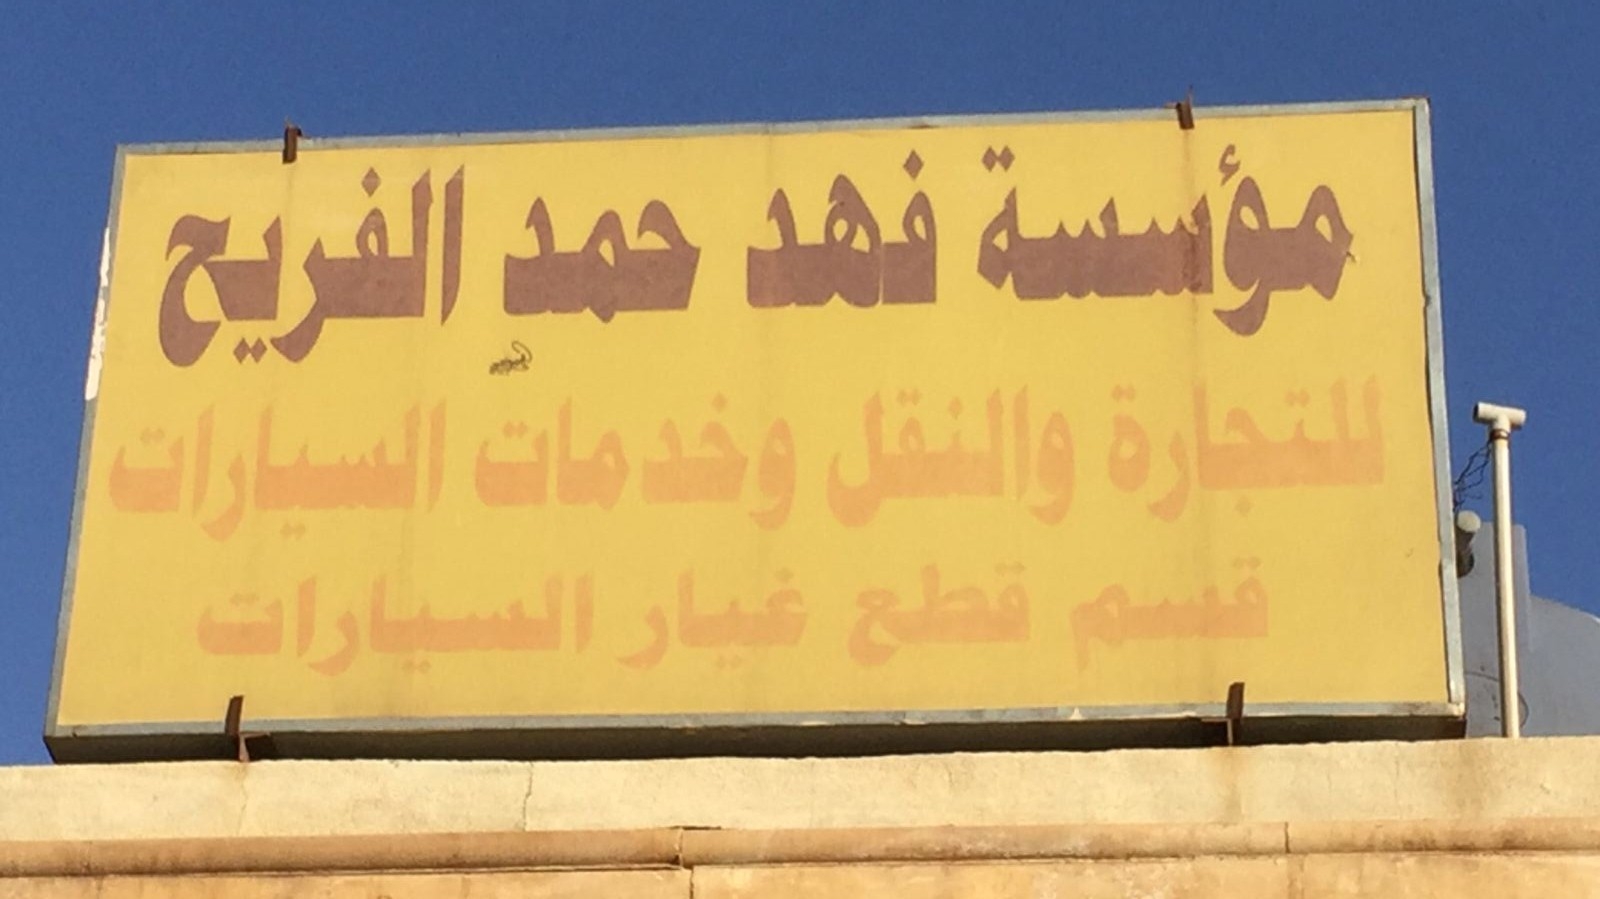 مؤسسة فهد حمد الفريح
للتجارة والنقل وخدمات السيارات
قسم قطع غيار السيارات